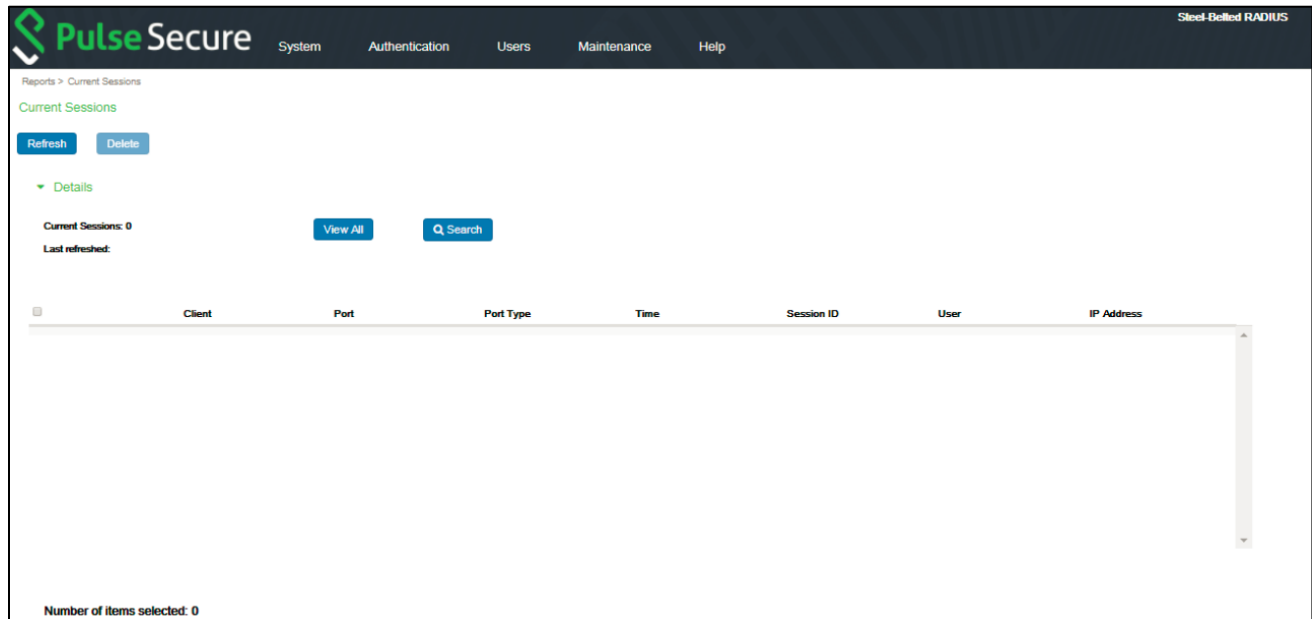 Steel-Belted RADIUS
Pulse Secure System Authentication Users Maintenance Help
Reports > Current Sessions
Current Sessions
Refresh Delete
Details
Current Sessions: 0 View All Search
Last refreshed:
Client Port Port Type Time Session ID User IP Address
Number of items selected: 0